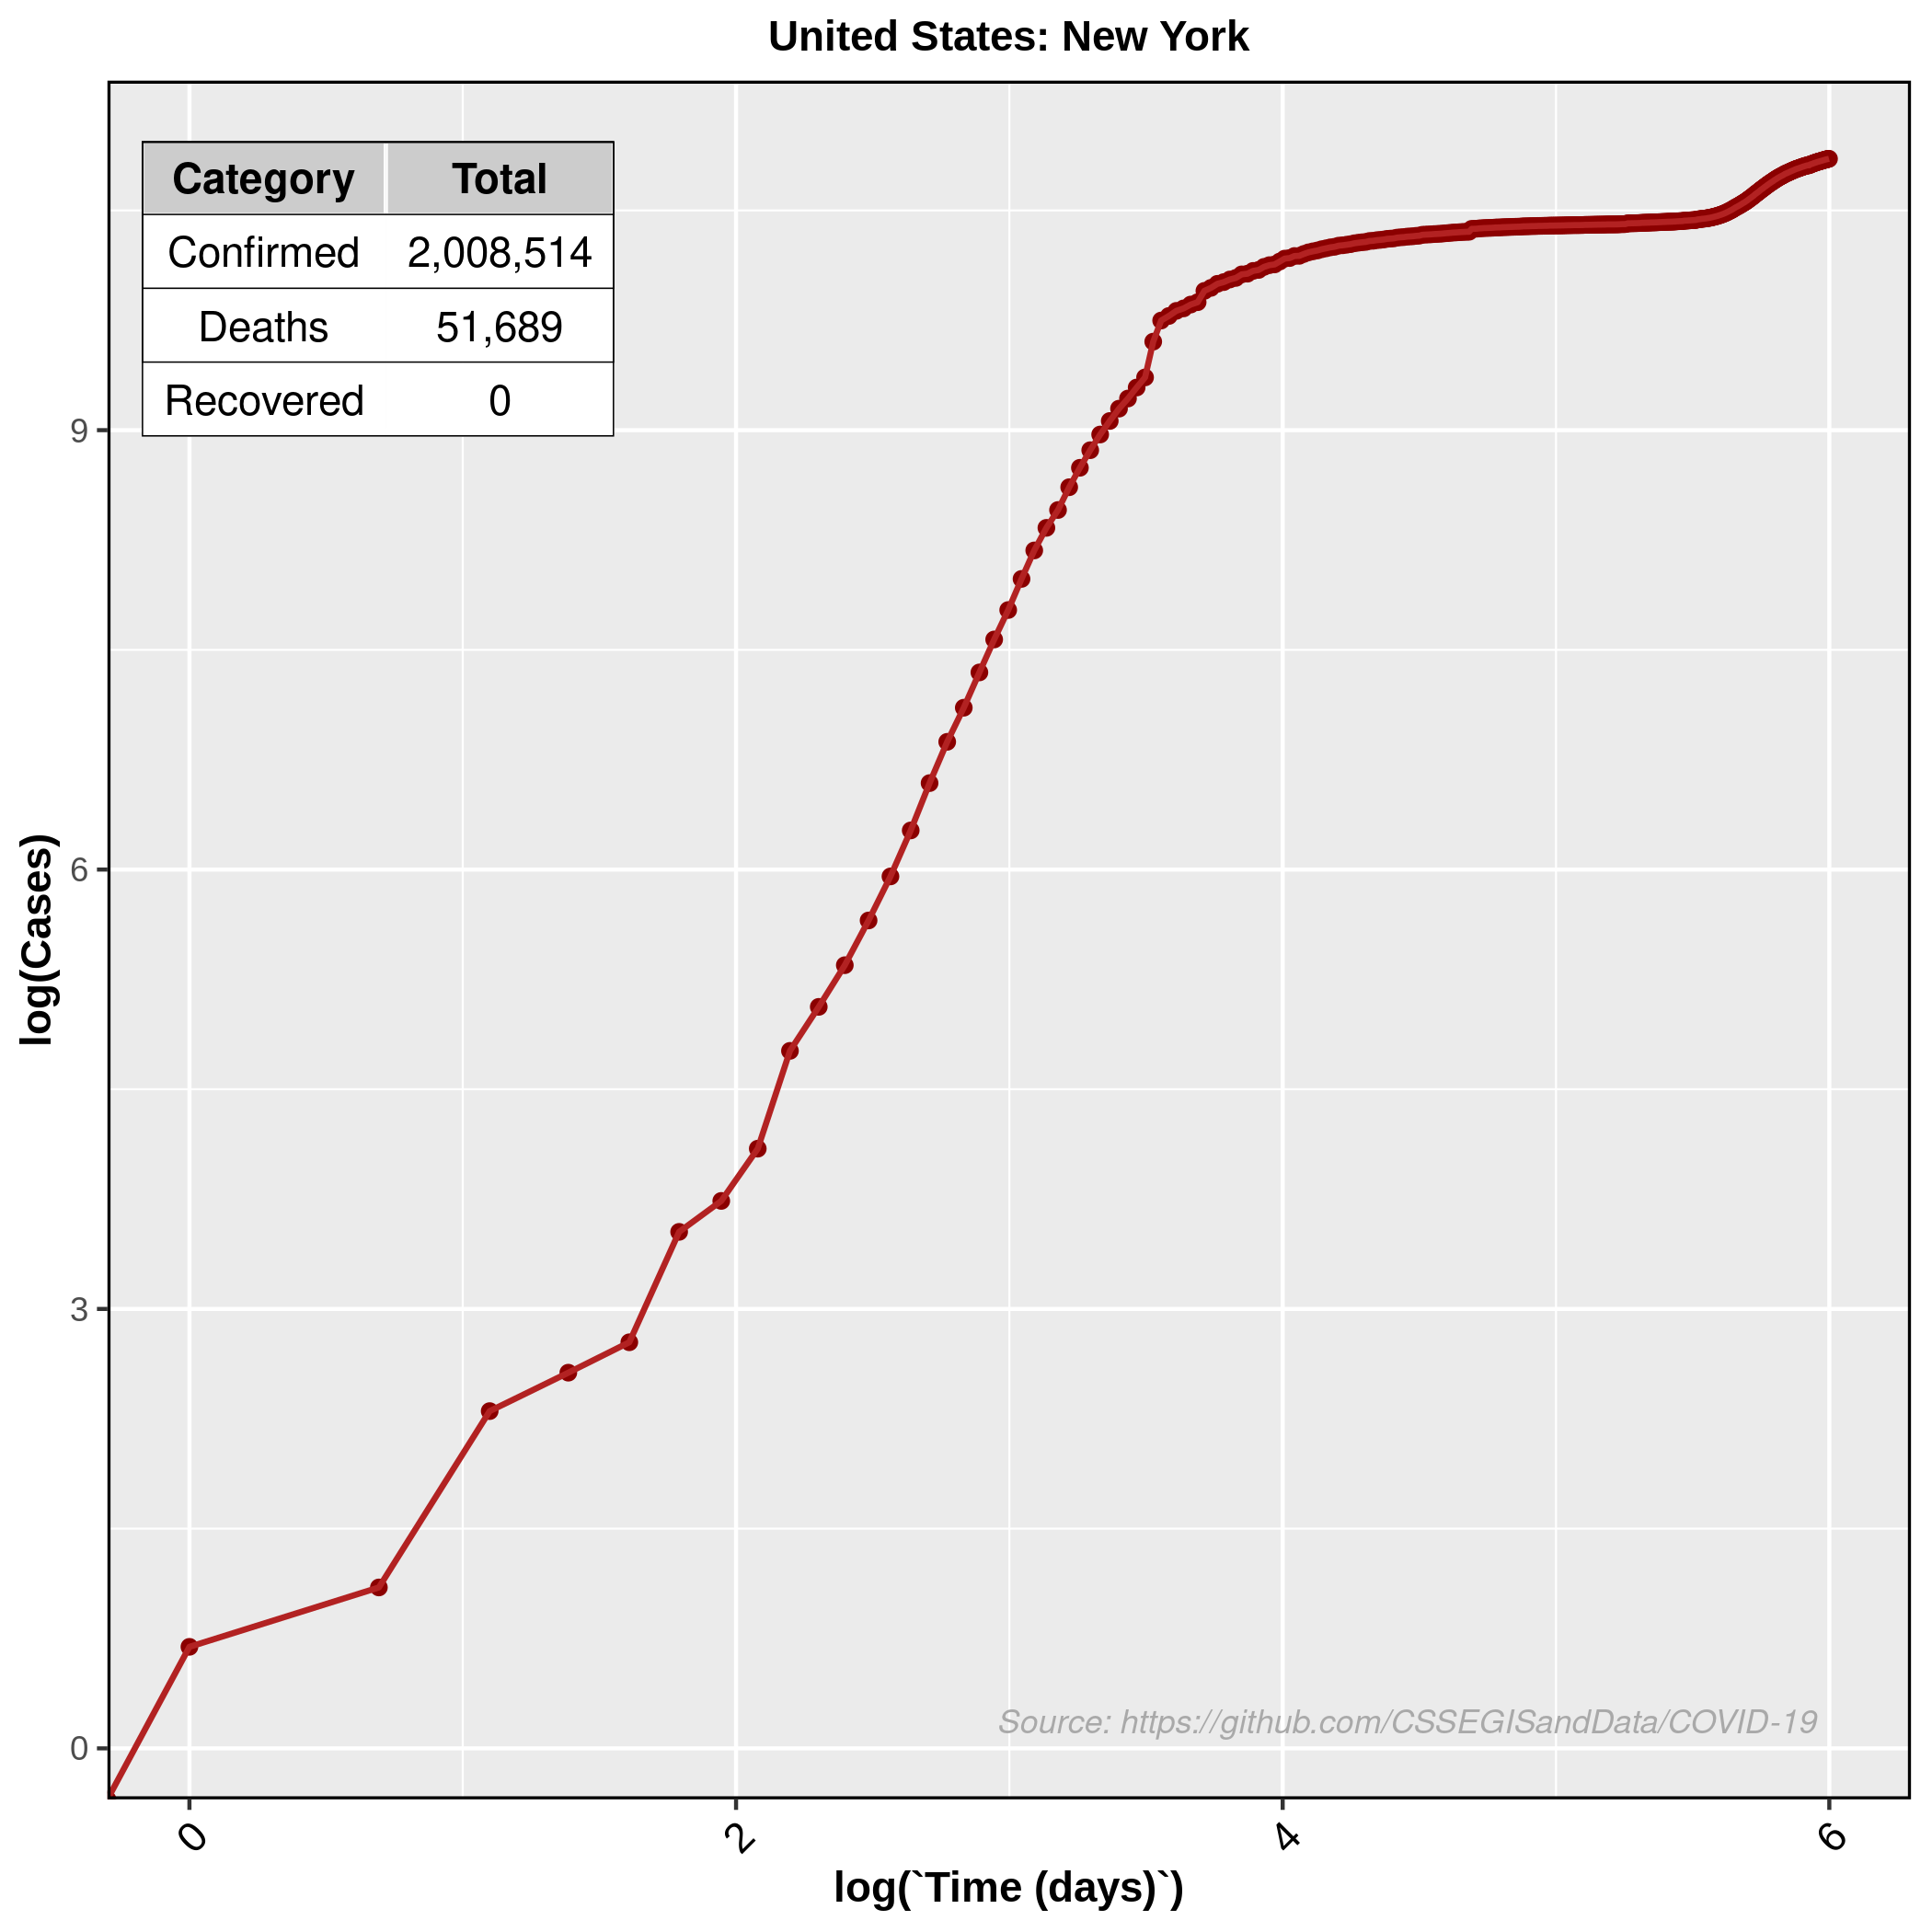 United States: New York
Category Total
Confirmed 2,008,514
Deaths 51,689
Recovered 0
9
6
3
0
log(Cases)
Source: https://github.com/CSSEGISandData/COVID-19
0 2 4 6
log(`Time (days)`)